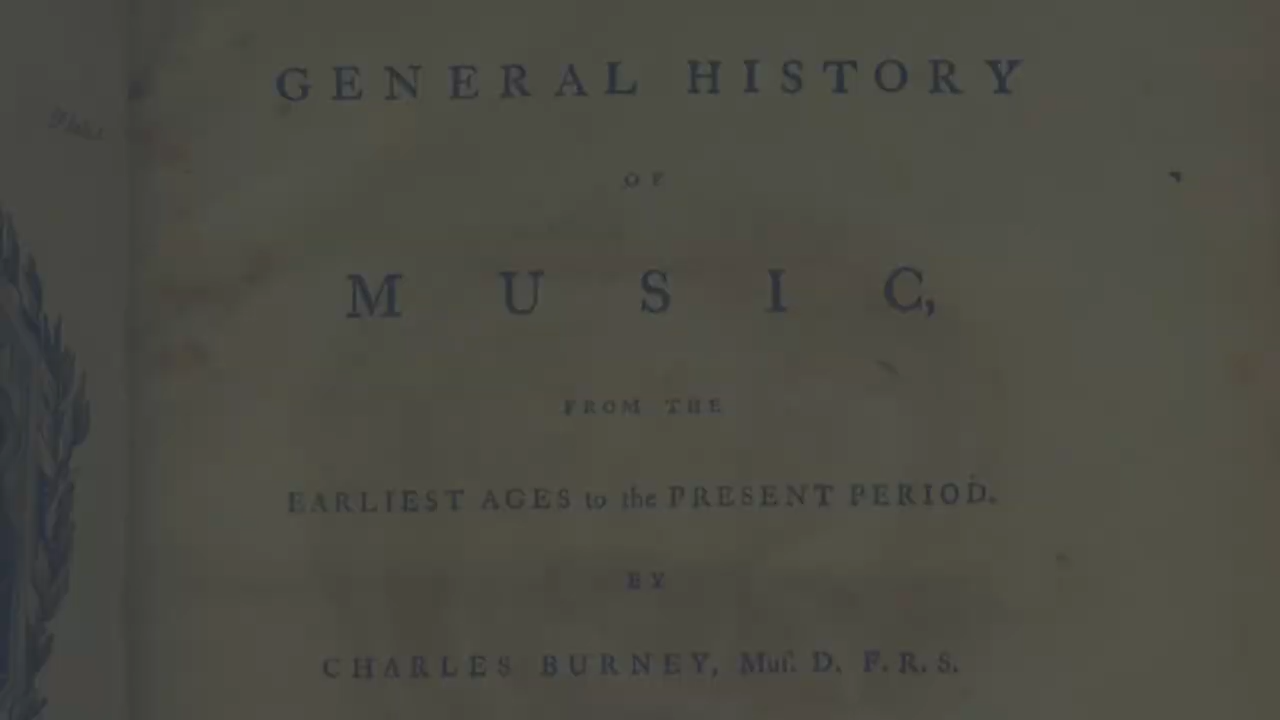 GENERAL HISTORY
OF
MUSIC,
FROM THE
EARLIEST AGES to the PRESENT PERIOD.
BY
CHARLES BURNEY, Muſ. D. F. R. S.